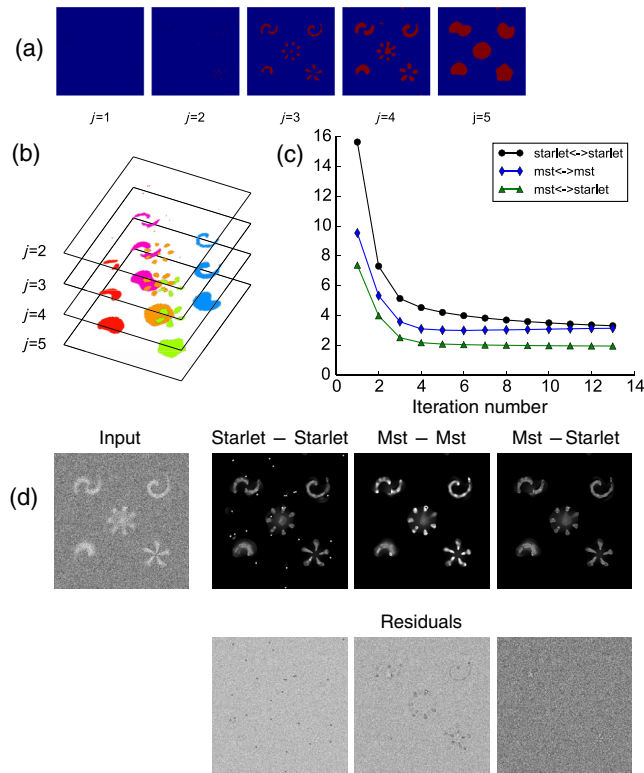 (a)
j=1 j=2 j=3 j=4 j=5
(b)
j=2
j=3
j=4
j=5
(c)
16
14
12
10
8
6
4
2
0
starlet<->starlet
mst<->mst
mst<->starlet
0 2 4 6 8 10 12 14
Iteration number
(d)
Input Starlet – Starlet Mst – Mst Mst – Starlet
Residuals